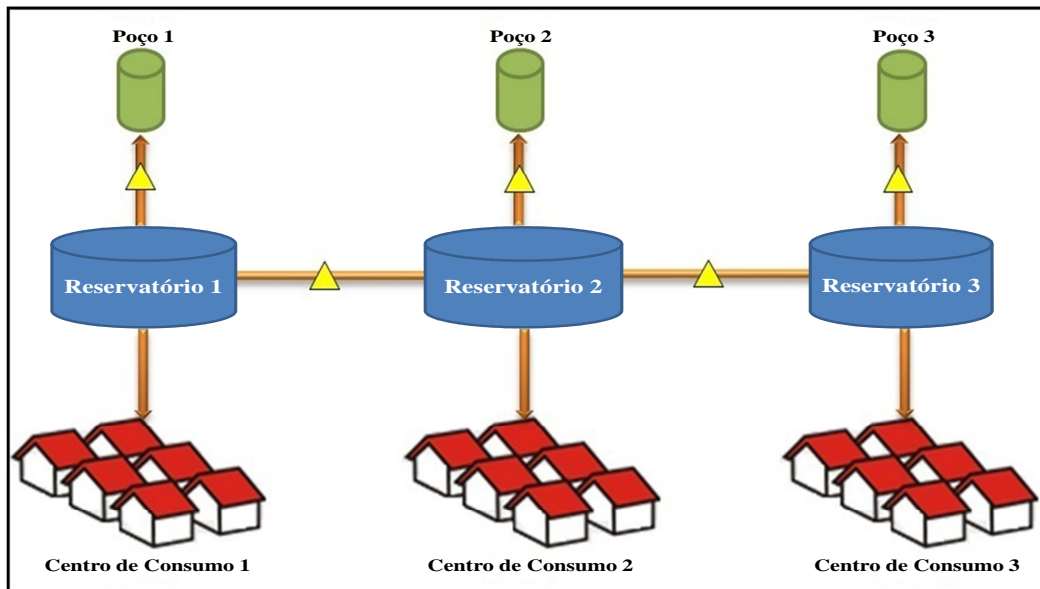 Poço 1
Poço 2
Poço 3
Reservatório 1
Reservatório 2
Reservatório 3
Centro de Consumo 1
Centro de Consumo 2
Centro de Consumo 3